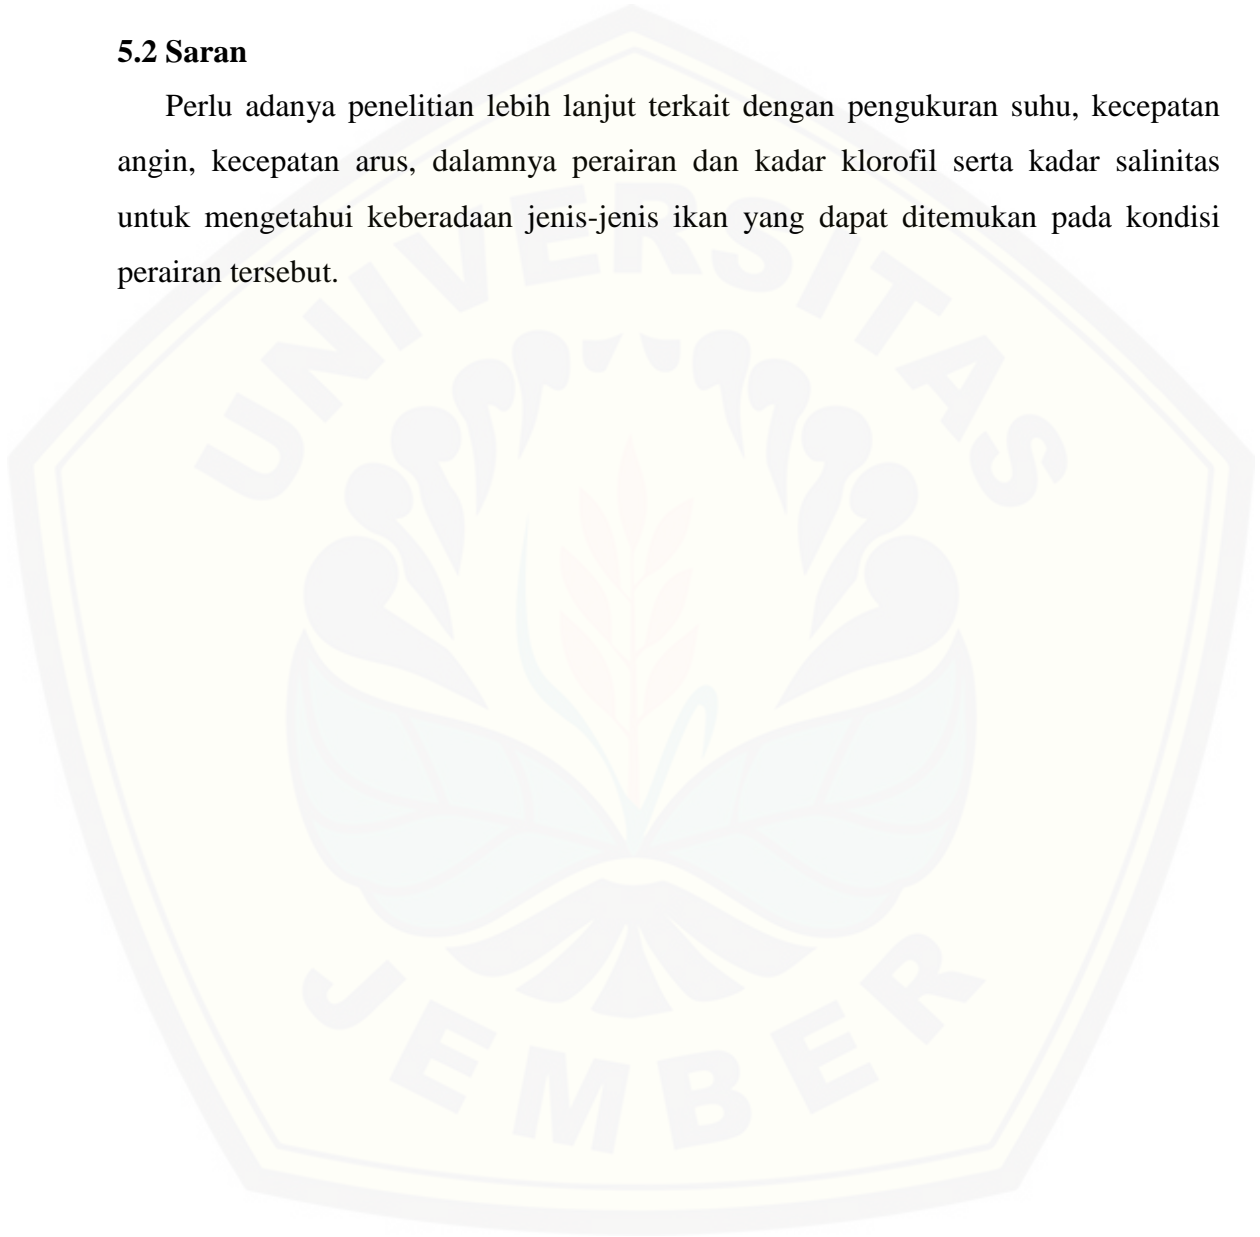 5.2 Saran
Perlu adanya penelitian lebih lanjut terkait dengan pengukuran suhu, kecepatan
angin, kecepatan arus, dalamnya perairan dan kadar klorofil serta kadar salinitas
untuk mengetahui keberadaan jenis-jenis ikan yang dapat ditemukan pada kondisi
perairan tersebut.
UNIVERSITAS
JEMBER